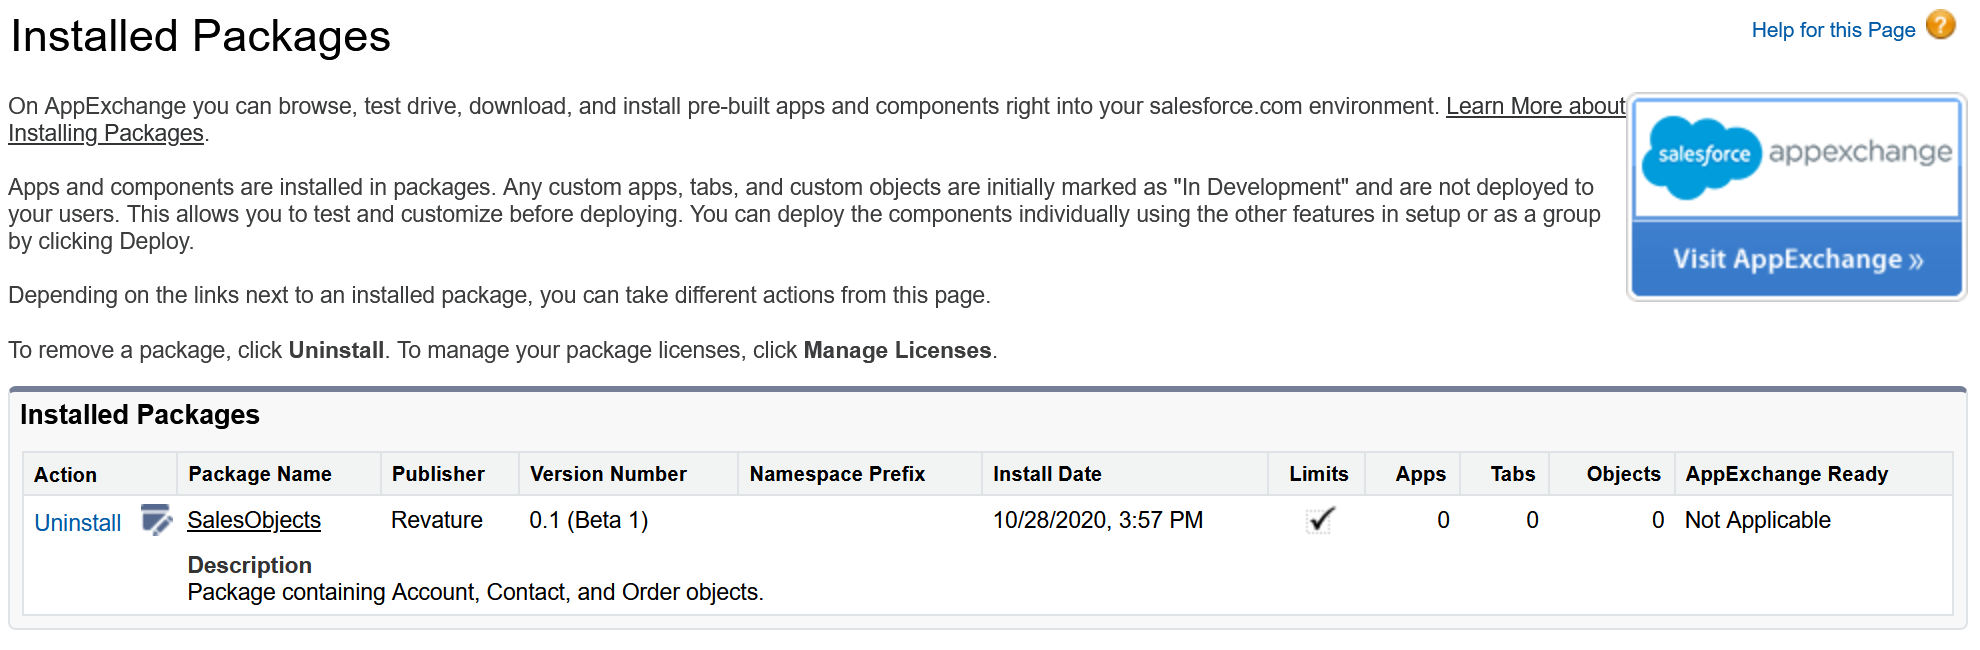 Installed Packages
Help for this Page ?
On AppExchange you can browse, test drive, download, and install pre-built apps and components right into your salesforce.com environment. Learn More about
Installing Packages.
salesforce appexchange
Visit AppExchange »
Apps and components are installed in packages. Any custom apps, tabs, and custom objects are initially marked as "In Development" and are not deployed to
your users. This allows you to test and customize before deploying. You can deploy the components individually using the other features in setup or as a group
by clicking Deploy.
Depending on the links next to an installed package, you can take different actions from this page.
To remove a package, click Uninstall. To manage your package licenses, click Manage Licenses.
Installed Packages
Action Package Name Publisher Version Number Namespace Prefix Install Date Limits Apps Tabs Objects AppExchange Ready
Uninstall SalesObjects Revature 0.1 (Beta 1) 10/28/2020, 3:57 PM 0 0 0 Not Applicable
Description
Package containing Account, Contact, and Order objects.